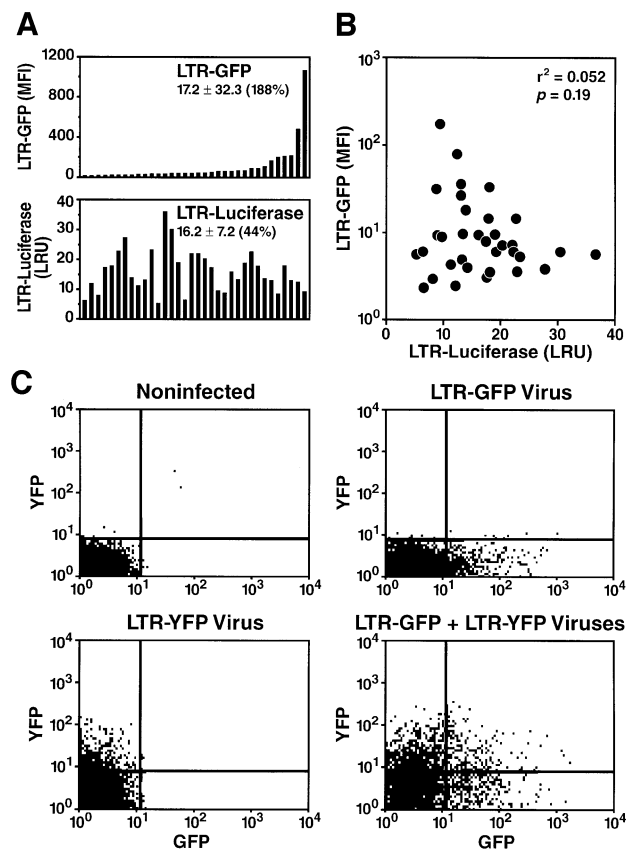 A
LTR-GFP (MFI)
1200
800
400
0
LTR-GFP
17.2 ± 32.3 (188%)
LTR-Luciferase
(LRU)
40
30
20
10
0
LTR-Luciferase
16.2 ± 7.2 (44%)
B
LTR-GFP (MFI)
10³
10²
10¹
10⁰
r² = 0.052
p = 0.19
0 10 20 30 40
LTR-Luciferase (LRU)
C
Noninfected
YFP
10⁴
10³
10²
10¹
10⁰
10⁰ 10¹ 10² 10³ 10⁴
LTR-GFP Virus
YFP
10⁴
10³
10²
10¹
10⁰
10⁰ 10¹ 10² 10³ 10⁴
LTR-YFP Virus
YFP
10⁴
10³
10²
10¹
10⁰
10⁰ 10¹ 10² 10³ 10⁴
GFP
LTR-GFP + LTR-YFP Viruses
YFP
10⁴
10³
10²
10¹
10⁰
10⁰ 10¹ 10² 10³ 10⁴
GFP